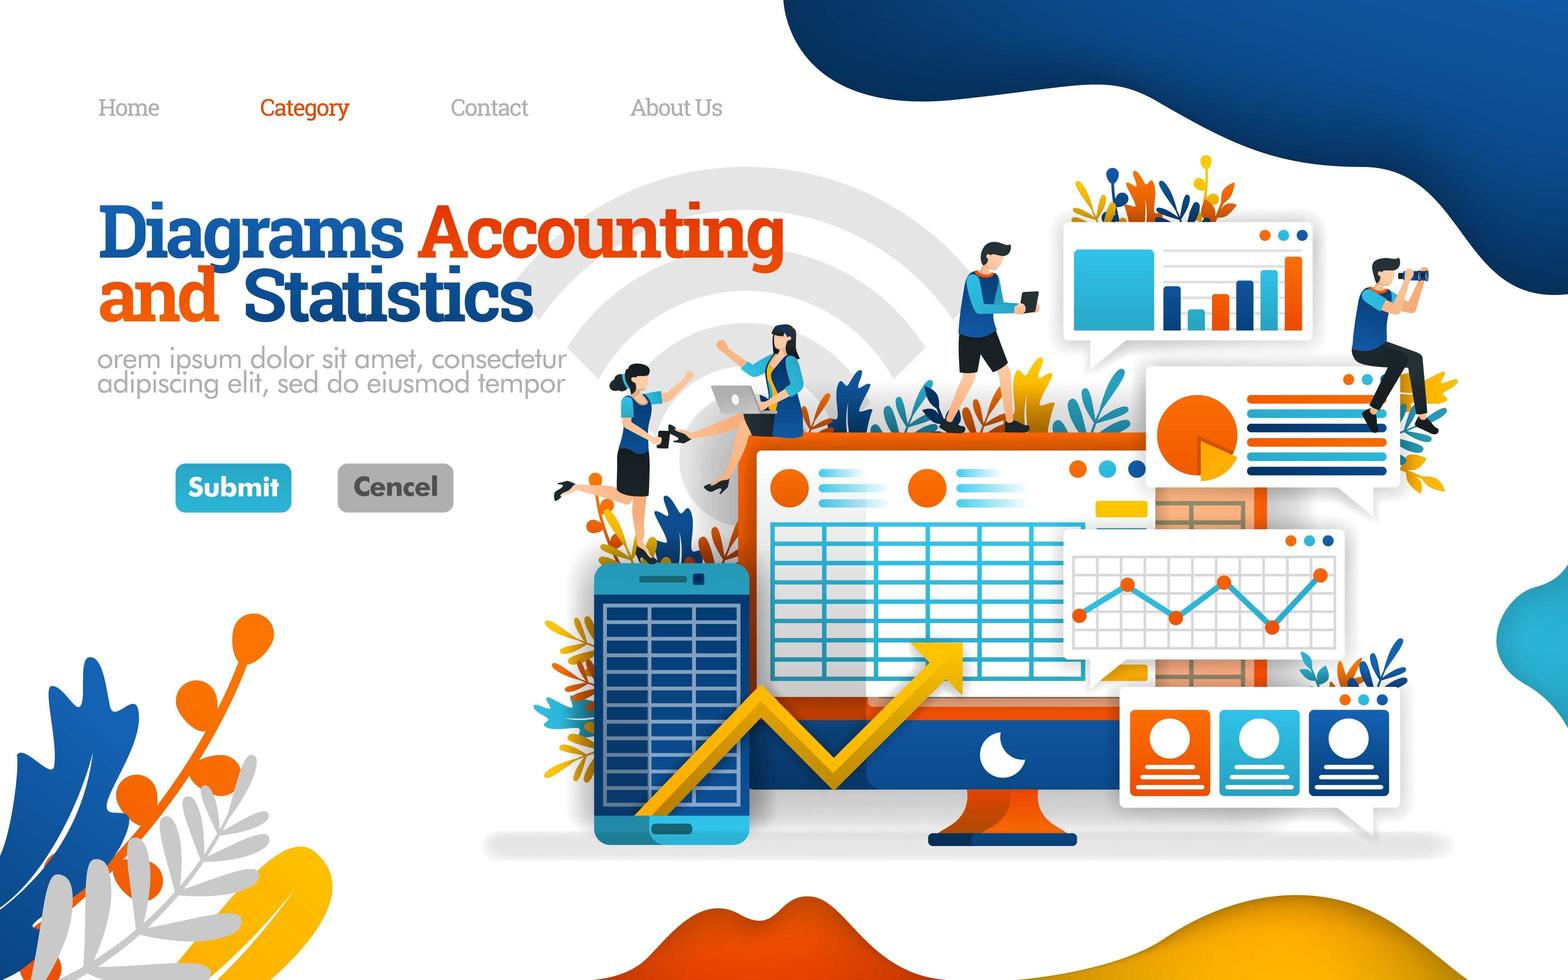 Home Category Contact About Us
Diagrams Accounting
and Statistics
orem ipsum dolor sit amet, consectetur
adipiscing elit, sed do eiusmod tempor
Submit Cencel